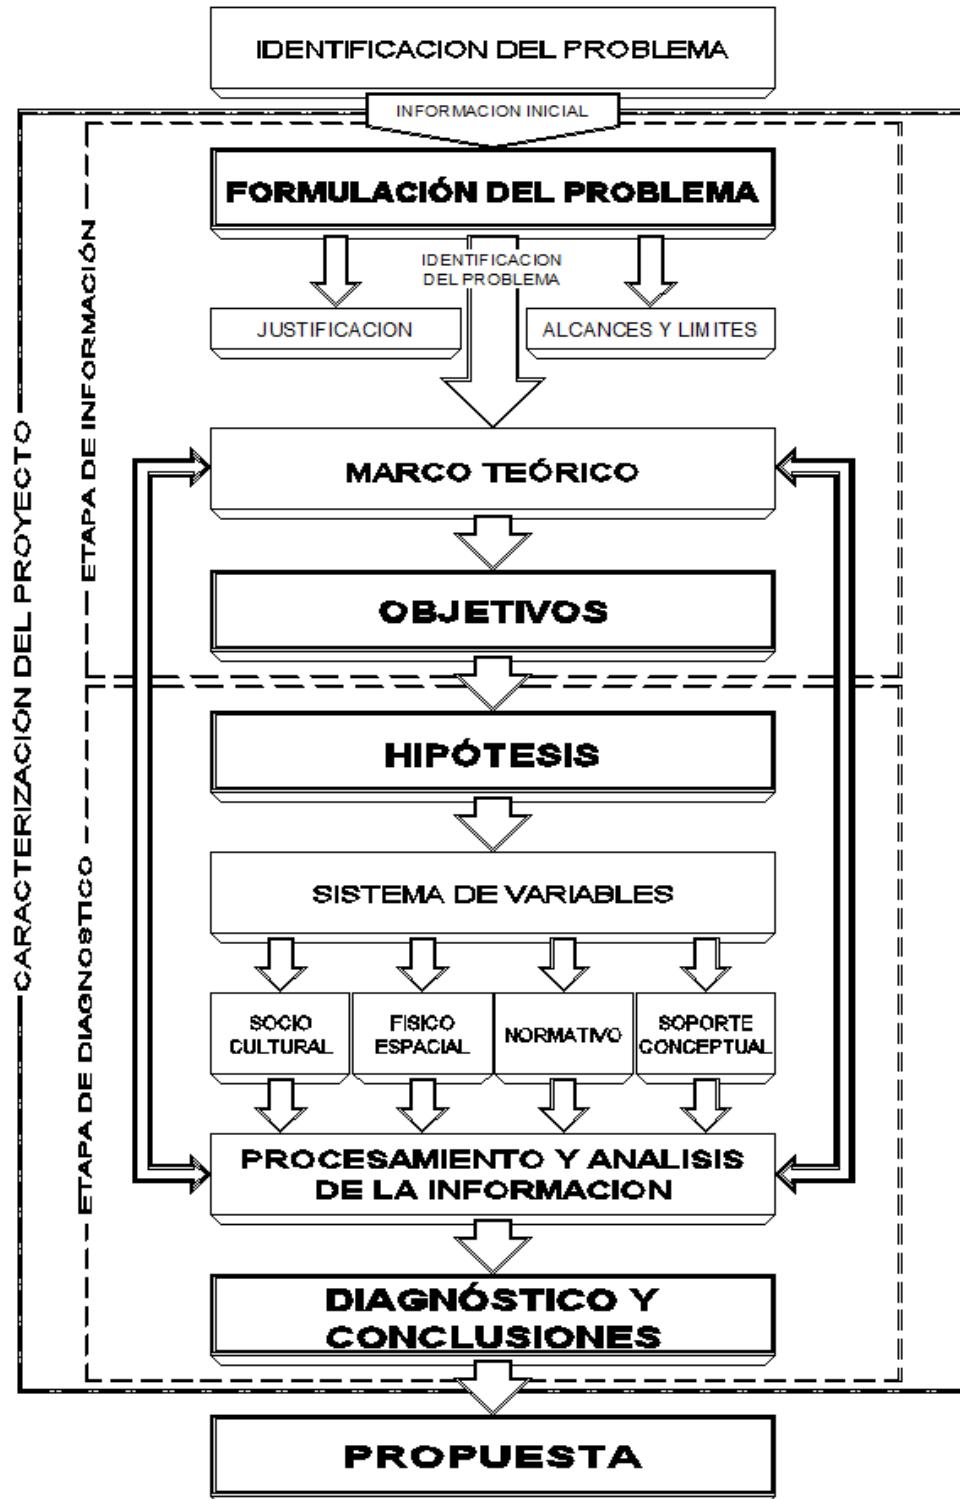 IDENTIFICACION DEL PROBLEMA
INFORMACION INICIAL
FORMULACIÓN DEL PROBLEMA
IDENTIFICACION
DEL PROBLEMA
JUSTIFICACION
ALCANCES Y LIMITES
MARCO TEÓRICO
OBJETIVOS
HIPÓTESIS
SISTEMA DE VARIABLES
SOCIO
CULTURAL
FISICO
ESPACIAL
NORMATIVO
SOPORTE
CONCEPTUAL
PROCESAMIENTO Y ANALISIS
DE LA INFORMACION
DIAGNÓSTICO Y
CONCLUSIONES
PROPUESTA
CARACTERIZACIÓN DEL PROYECTO
ETAPA DE INFORMACIÓN
ETAPA DE DIAGNOSTICO